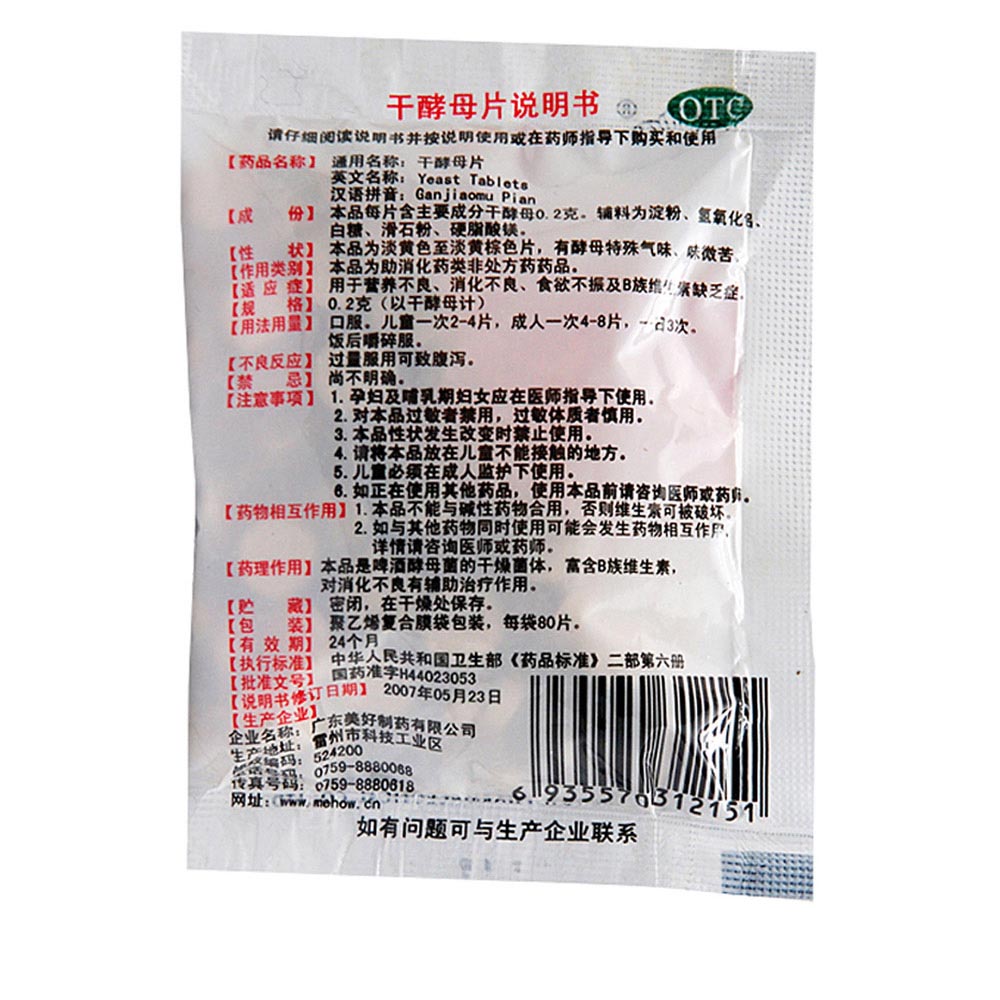 干酵母片说明书
OTC
请仔细阅读说明书并按说明使用或在药师指导下购买和使用
【药品名称】 通用名称：干酵母片
英文名称：Yeast Tablets
汉语拼音：Ganjiaomu Pian
【成 份】 本品每片含主要成分干酵母0.2克。辅料为淀粉、氢氧化铝、
白糖、滑石粉、硬脂酸镁。
【性 状】 本品为淡黄色至淡黄棕色片，有酵母特殊气味、味微苦。
【作用类别】 本品为助消化药类非处方药药品。
【适 应 症】 用于营养不良、消化不良、食欲不振及B族维生素缺乏症。
【规 格】 0.2克（以干酵母计）
【用法用量】 口服。儿童一次2-4片，成人一次4-8片，一日3次。
饭后嚼碎服。
【不良反应】 过量服用可致腹泻。
【禁 忌】 尚不明确。
【注意事项】 1. 孕妇及哺乳期妇女应在医师指导下使用。
2. 对本品过敏者禁用，过敏体质者慎用。
3. 本品性状发生改变时禁止使用。
4. 请将本品放在儿童不能接触的地方。
5. 儿童必须在成人监护下使用。
6. 如正在使用其他药品，使用本品前请咨询医师或药师。
【药物相互作用】 1. 本品不能与碱性药物合用，否则维生素可被破坏。
2. 如与其他药物同时使用可能会发生药物相互作用，
详情请咨询医师或药师。
【药理作用】 本品是啤酒酵母菌的干燥菌体，富含B族维生素，
对消化不良有辅助治疗作用。
【贮 藏】 密闭，在干燥处保存。
【包 装】 聚乙烯复合膜袋包装，每袋80片。
【有 效 期】 24个月
【执行标准】 中华人民共和国卫生部《药品标准》二部第六册
【批准文号】 国药准字H44023053
【说明书修订日期】 2007年05月23日
【生产企业】
企业名称：广东美好制药有限公司
生产地址：雷州市科技工业区
邮政编码：524200
电话号码：0759-8880068
传真号码：0759-8880618
网址：www.mehow.cn
6 935570 312151
如有问题可与生产企业联系